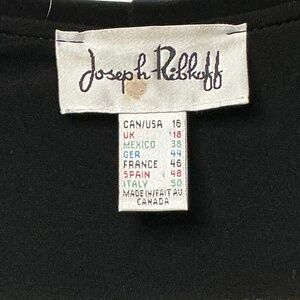 Joseph Ribkoff
CAN/USA 16
UK 18
MEXICO 38
GER 44
FRANCE 46
SPAIN 48
ITALY 50
MADE IN/FAIT AU
CANADA